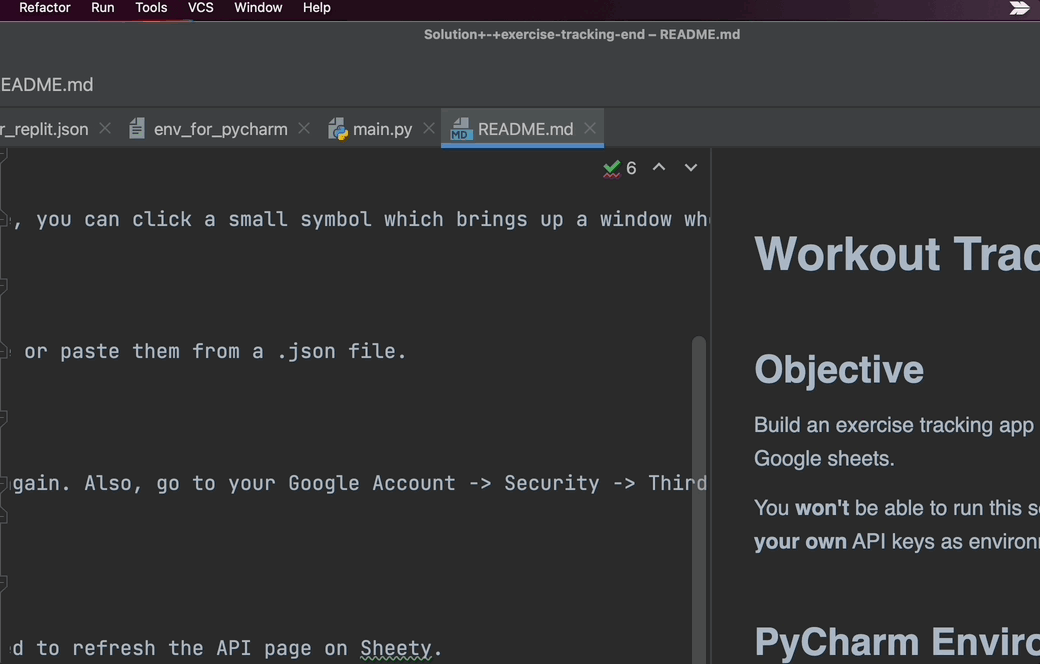 Refactor Run Tools VCS Window Help
Solution+-+exercise-tracking-end – README.md
EADME.md
r_replit.json env_for_pycharm main.py README.md
6
, you can click a small symbol which brings up a window wh
or paste them from a .json file.
gain. Also, go to your Google Account -> Security -> Third
d to refresh the API page on Sheety.
Workout Trac
Objective
Build an exercise tracking app
Google sheets.
You won't be able to run this s
your own API keys as environ
PyCharm Enviro